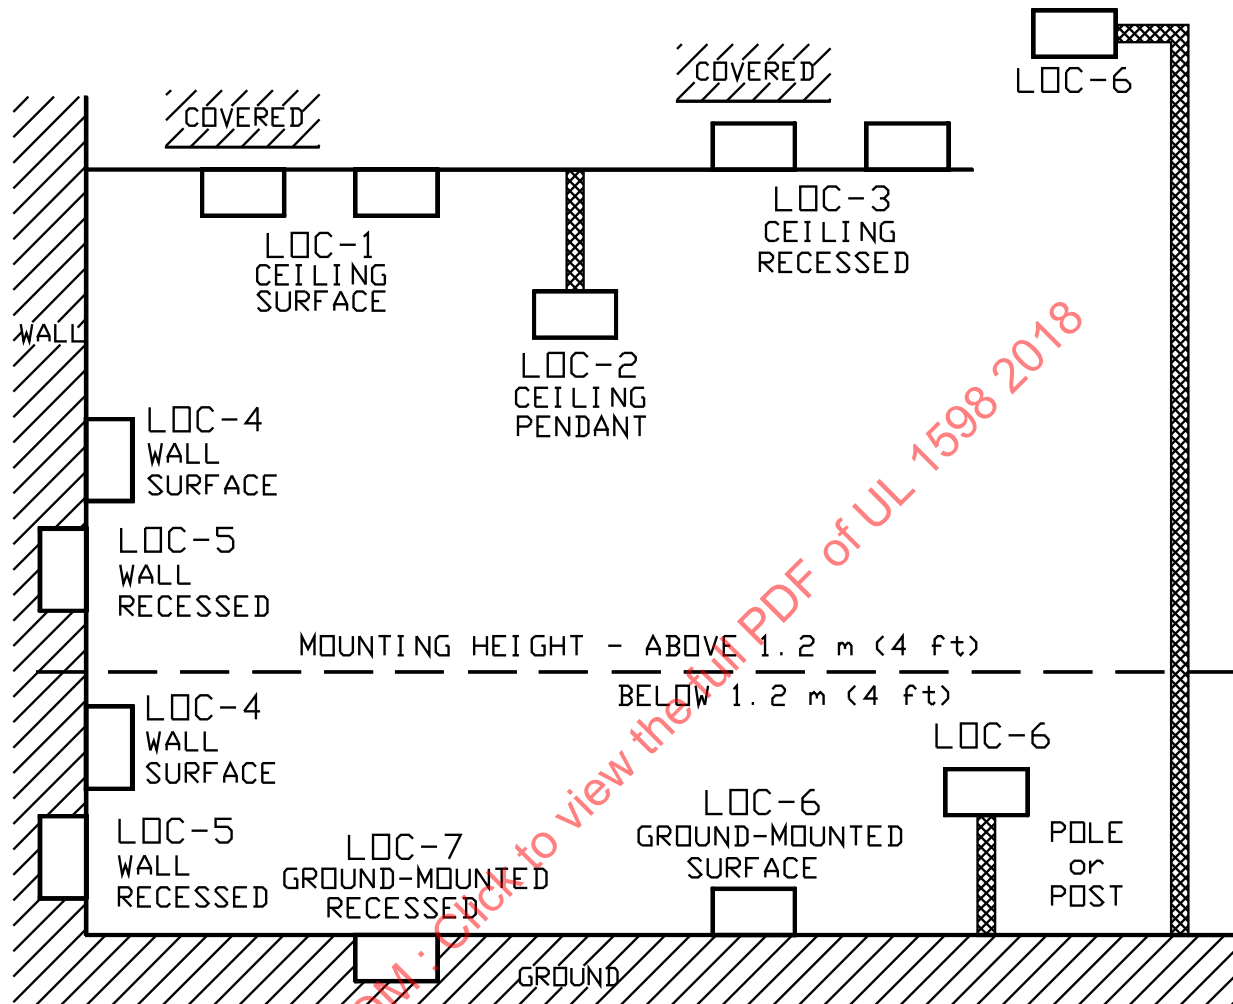 LOC-6
COVERED
COVERED
LOC-3
CEILING
RECESSED
LOC-1
CEILING
SURFACE
WALL
LOC-2
CEILING
PENDANT
LOC-4
WALL
SURFACE
LOC-5
WALL
RECESSED
MOUNTING HEIGHT - ABOVE 1.2 m (4 ft)
BELOW 1.2 m (4 ft)
LOC-4
WALL
SURFACE
LOC-6
LOC-6
GROUND-MOUNTED
SURFACE
POLE
or
POST
LOC-5
WALL
RECESSED
LOC-7
GROUND-MOUNTED
RECESSED
GROUND
OM : Click to view the full PDF of UL 1598 2018